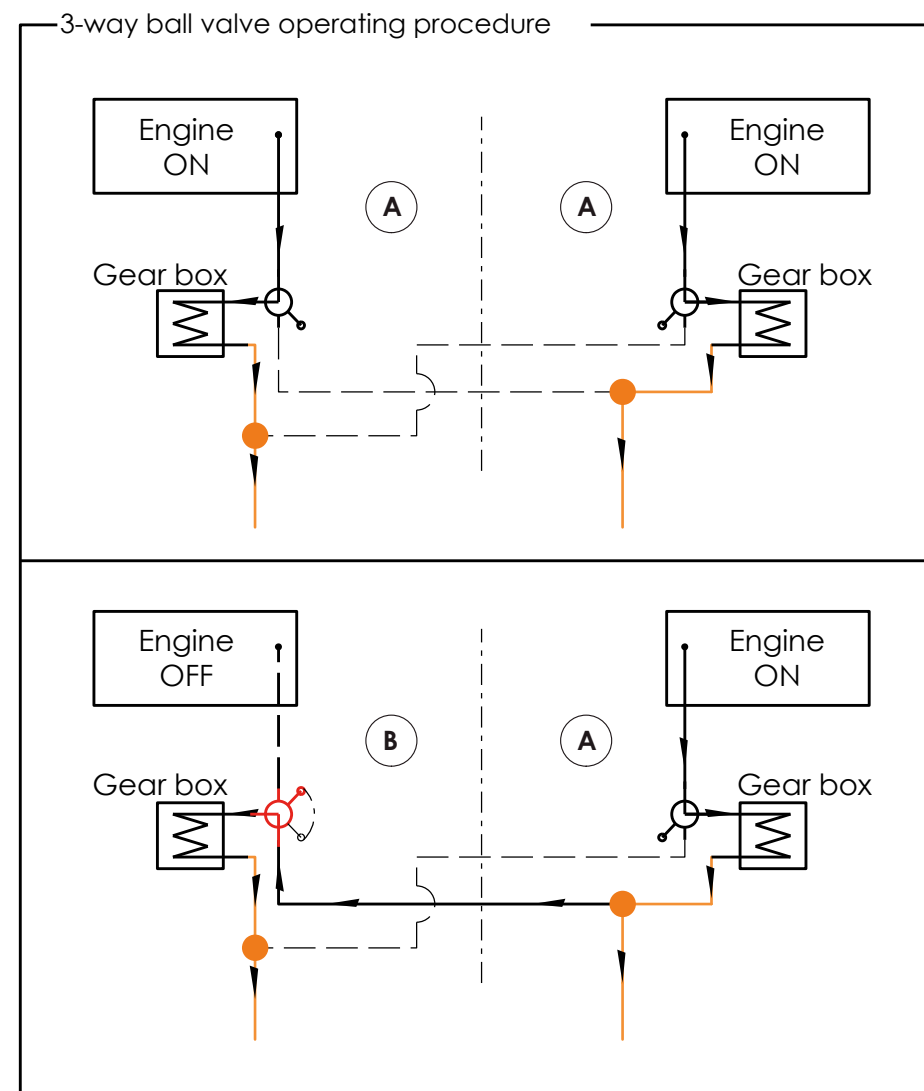 3-way ball valve operating procedure
Engine
ON
Engine
ON
A
A
Gear box
Gear box
Engine
OFF
Engine
ON
B
A
Gear box
Gear box